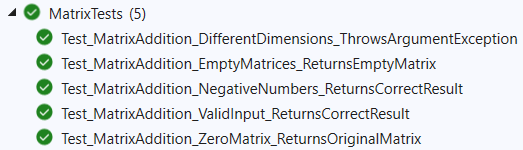 MatrixTests (5)
Test_MatrixAddition_DifferentDimensions_ThrowsArgumentException
Test_MatrixAddition_EmptyMatrices_ReturnsEmptyMatrix
Test_MatrixAddition_NegativeNumbers_ReturnsCorrectResult
Test_MatrixAddition_ValidInput_ReturnsCorrectResult
Test_MatrixAddition_ZeroMatrix_ReturnsOriginalMatrix